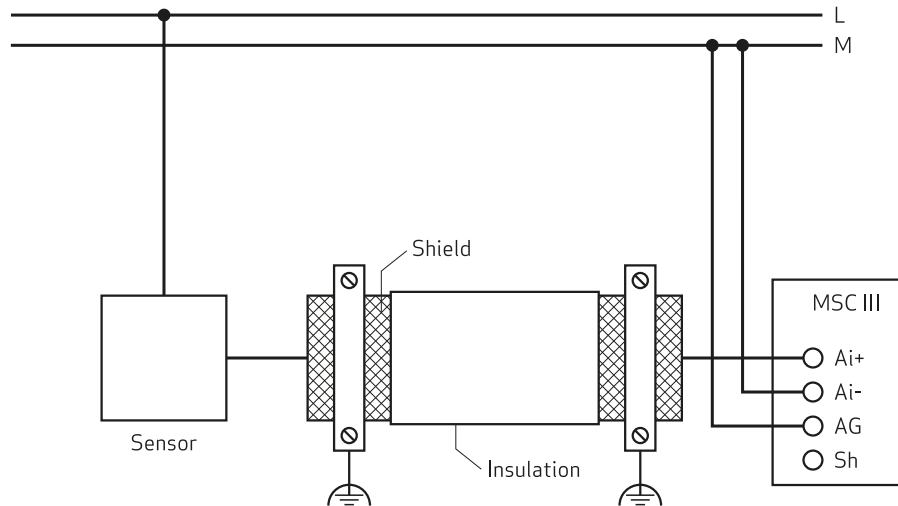 L
M
Shield
MSC III
Ai+
Ai-
AG
Sh
Sensor
Insulation